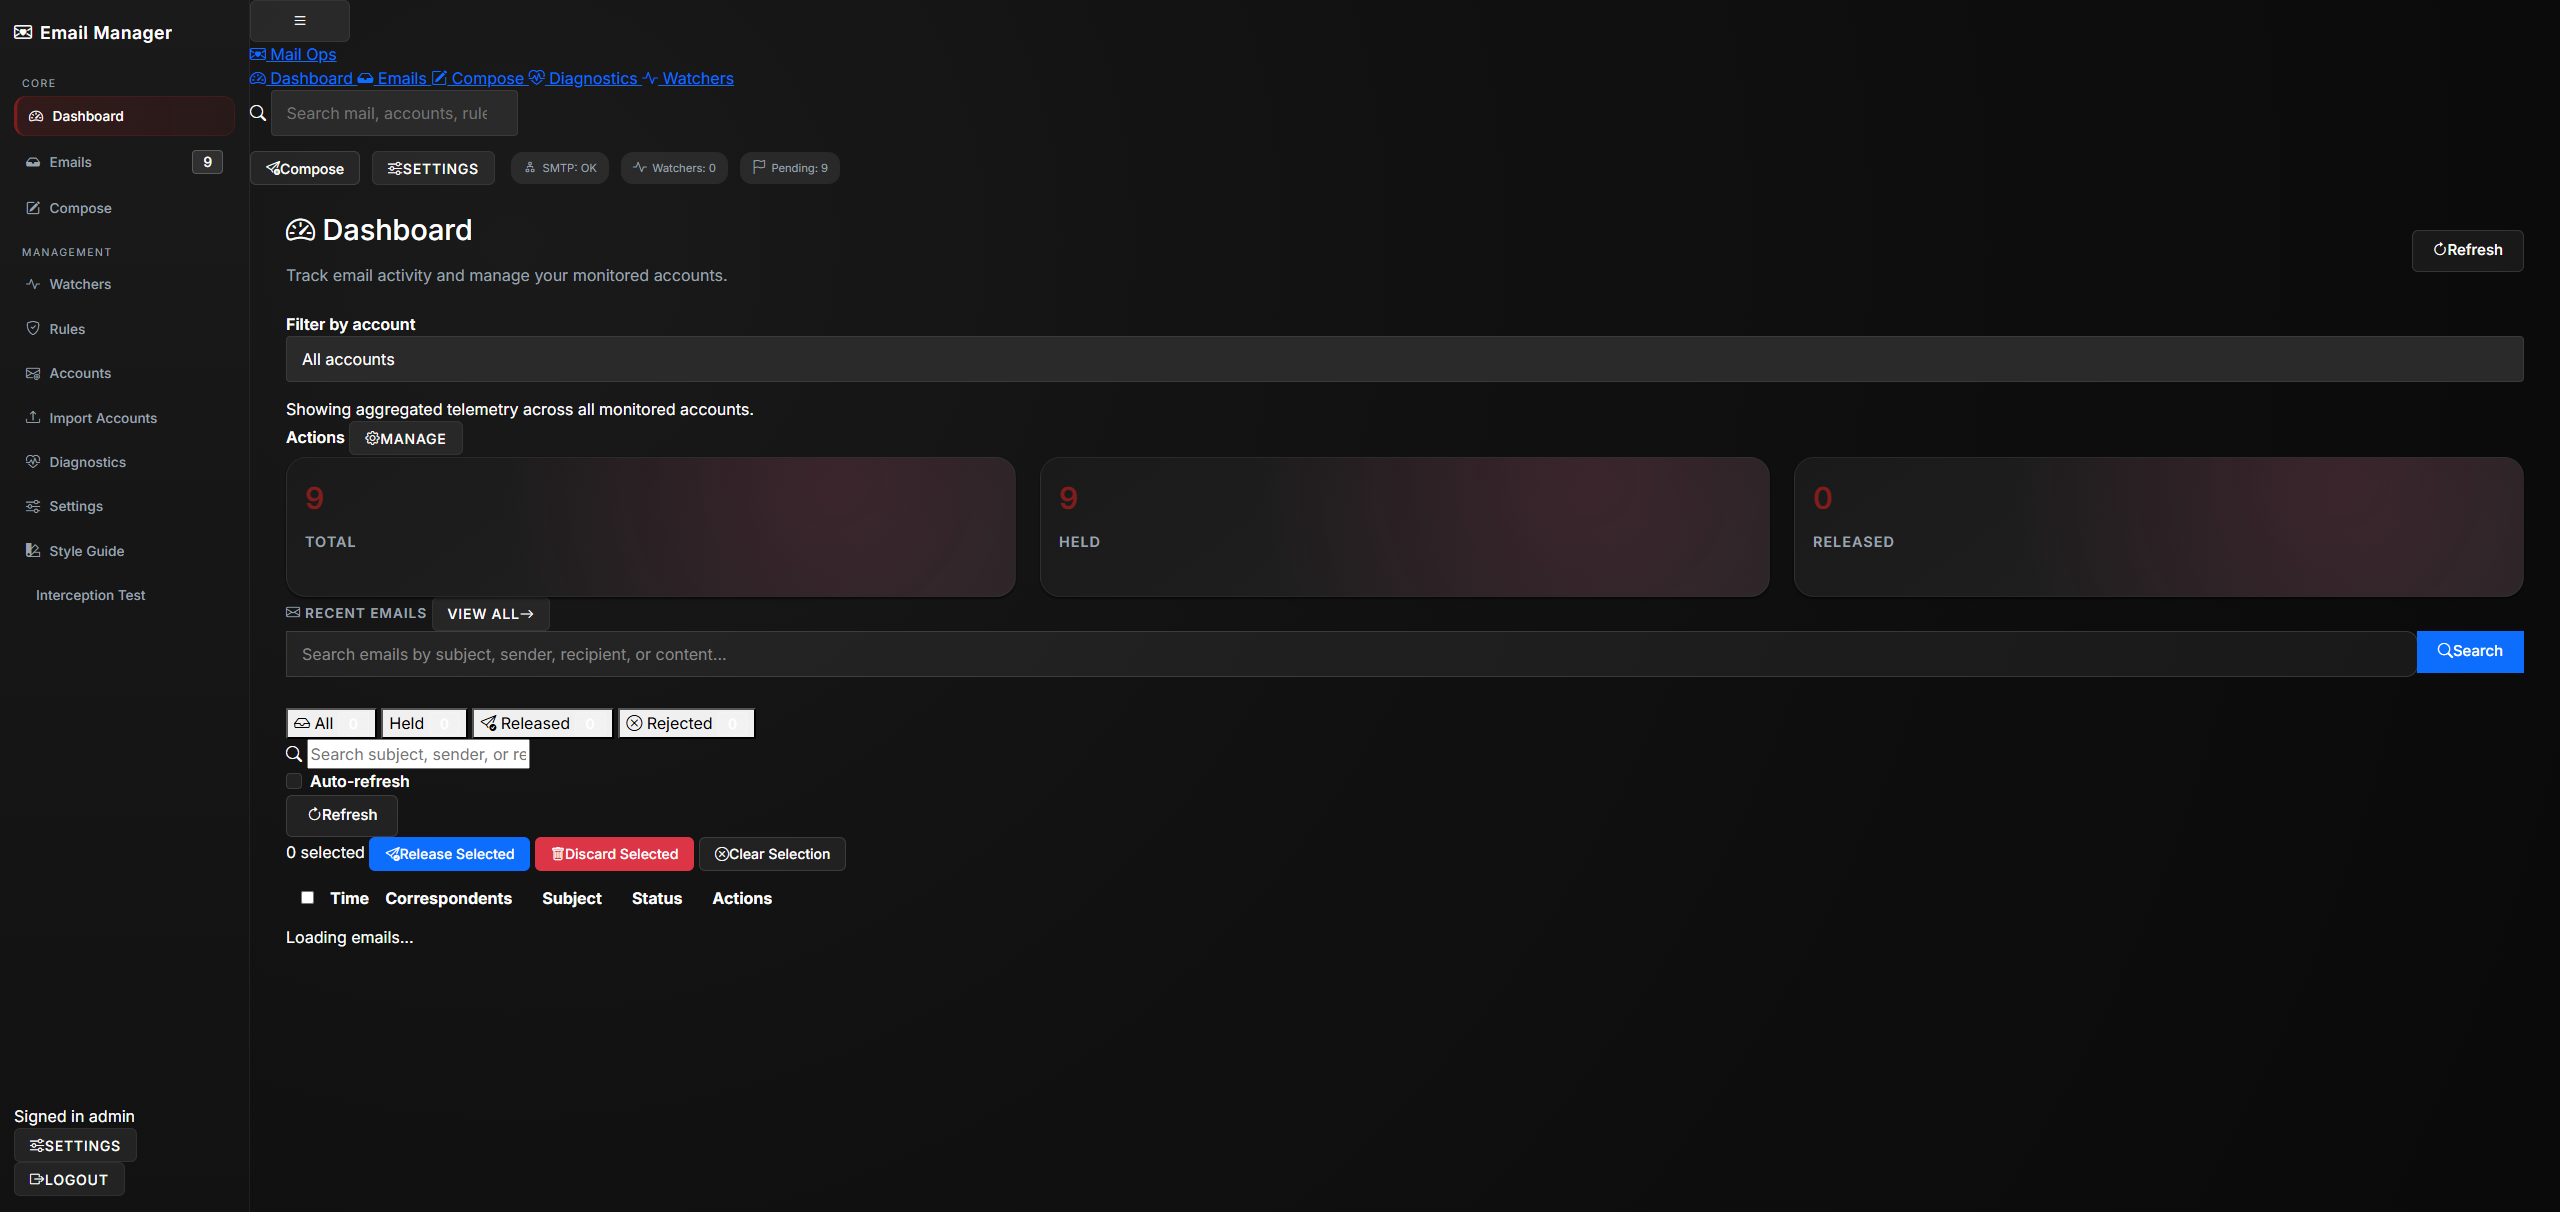 Email Manager
CORE
Dashboard
Emails 9
Compose
MANAGEMENT
Watchers
Rules
Accounts
Import Accounts
Diagnostics
Settings
Style Guide
Interception Test
Signed in admin
SETTINGS
LOGOUT
Mail Ops
Dashboard Emails Compose Diagnostics Watchers
Search mail, accounts, rule
Compose SETTINGS SMTP: OK Watchers: 0 Pending: 9
Dashboard
Track email activity and manage your monitored accounts.
Refresh
Filter by account
All accounts
Showing aggregated telemetry across all monitored accounts.
Actions MANAGE
9
TOTAL
9
HELD
0
RELEASED
RECENT EMAILS VIEW ALL→
Search emails by subject, sender, recipient, or content...
Search
All 0 Held 0 Released 0 Rejected 0
Search subject, sender, or re
Auto-refresh
Refresh
0 selected Release Selected Discard Selected Clear Selection
Time Correspondents Subject Status Actions
Loading emails...